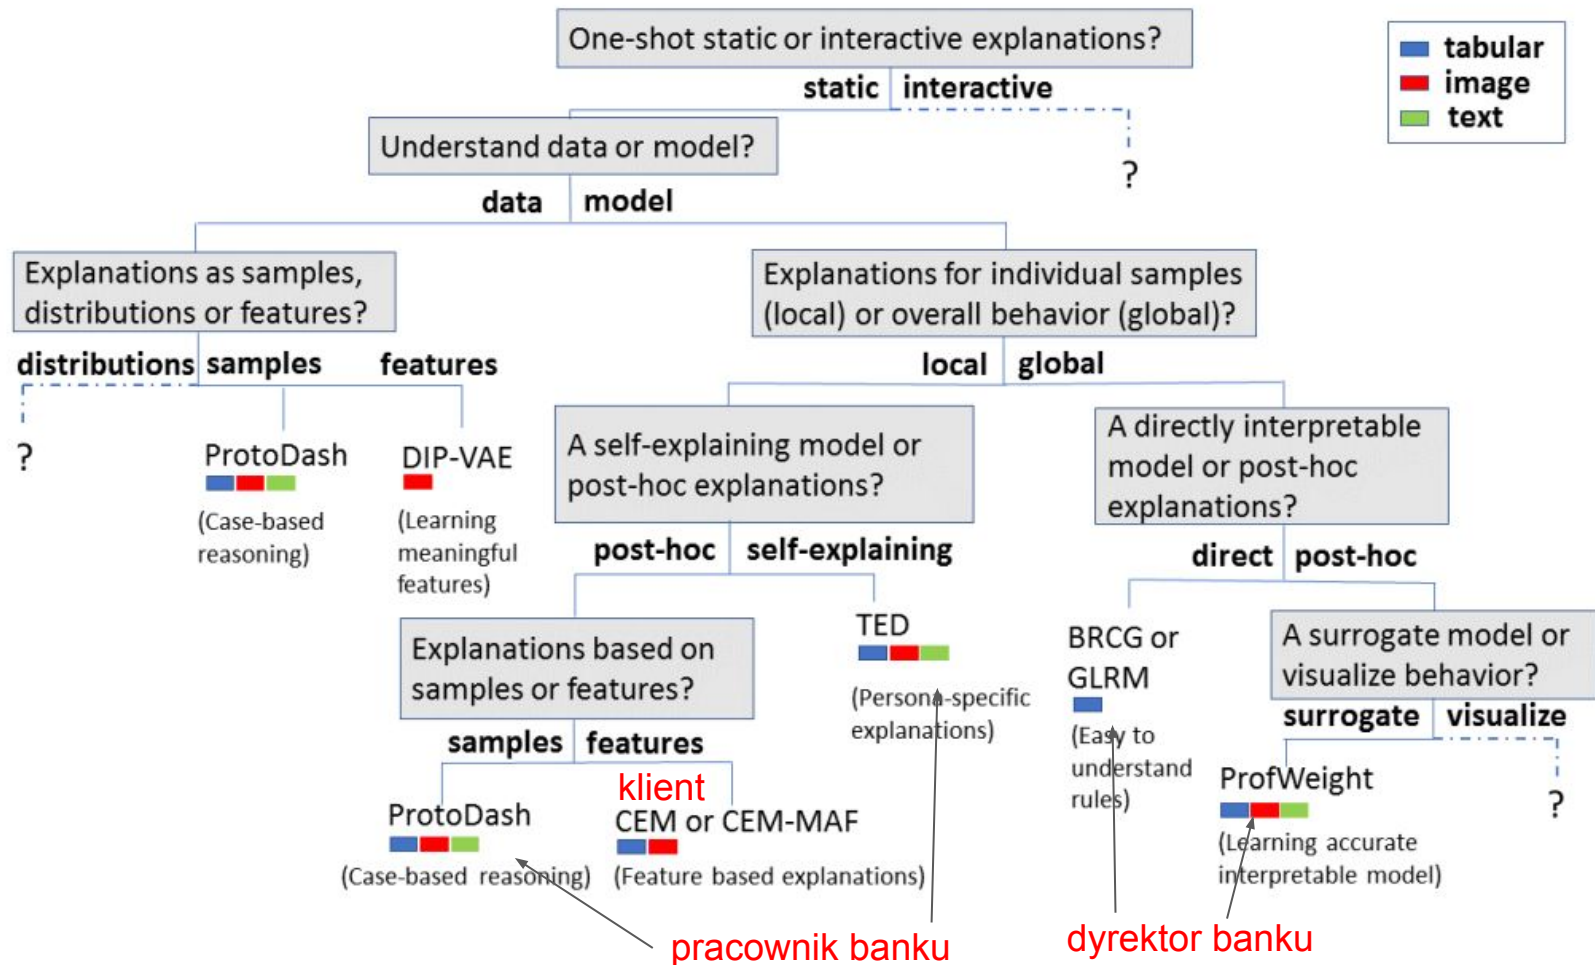 One-shot static or interactive explanations?
tabular
image
text
static interactive
Understand data or model?
?
data model
Explanations as samples,
distributions or features?
Explanations for individual samples
(local) or overall behavior (global)?
distributions samples features
local global
?
ProtoDash
(Case-based
reasoning)
DIP-VAE
(Learning
meaningful
features)
A self-explaining model or
post-hoc explanations?
A directly interpretable
model or post-hoc
explanations?
post-hoc self-explaining
direct post-hoc
Explanations based on
samples or features?
TED
(Persona-specific
explanations)
BRCG or
GLRM
(Easy to
understand
rules)
A surrogate model or
visualize behavior?
surrogate visualize
samples features
klient
ProtoDash
(Case-based reasoning)
CEM or CEM-MAF
(Feature based explanations)
ProfWeight
(Learning accurate
interpretable model)
?
pracownik banku
dyrektor banku